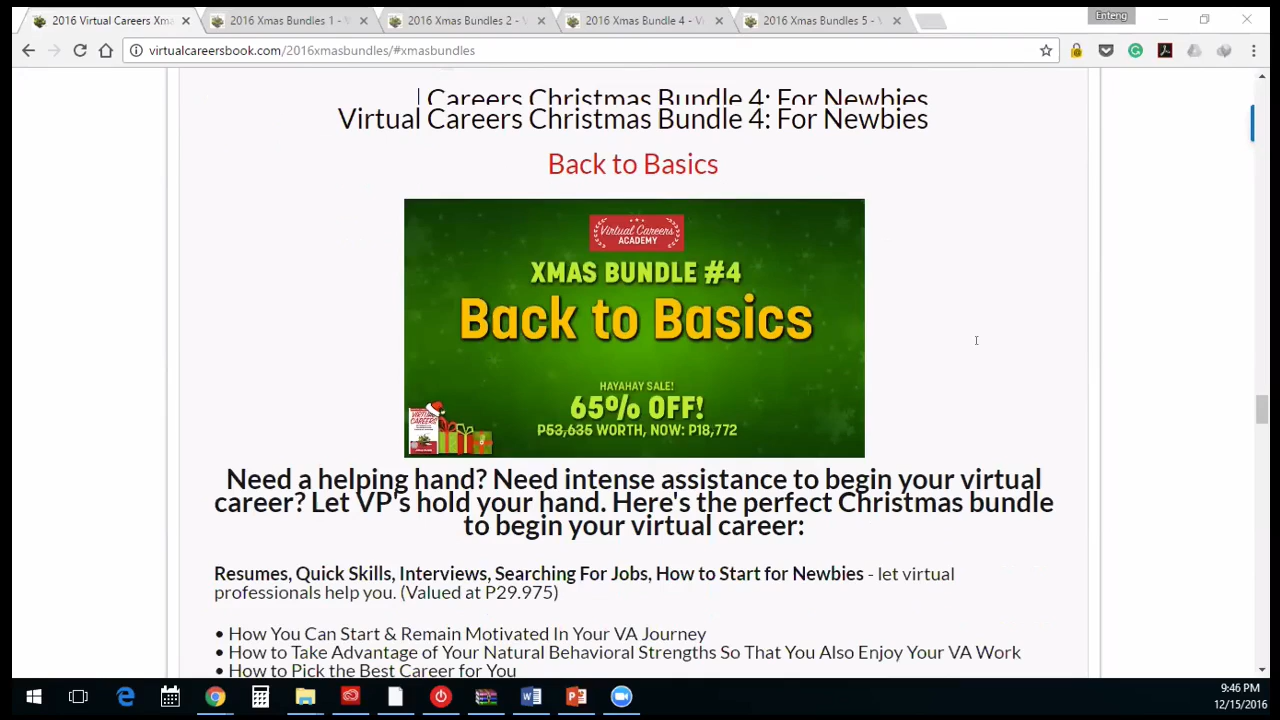 2016 Virtual Careers Xm
2016 Xmas Bundles 1 - V
2016 Xmas Bundles 2 -
2016 Xmas Bundle 4 - V
2016 Xmas Bundles 5 -
Enteng
virtualcareersbook.com/2016xmasbundles/#xmasbundles
Careers Christmas Bundle 4: For Newbies
Virtual Careers Christmas Bundle 4: For Newbies
Back to Basics
Virtual Careers
ACADEMY
XMAS BUNDLE #4
Back to Basics
HAYAHAY SALE!
65% OFF!
P53,635 WORTH, NOW: P18,772
Need a helping hand? Need intense assistance to begin your virtual
career? Let VP's hold your hand. Here's the perfect Christmas bundle
to begin your virtual career:
Resumes, Quick Skills, Interviews, Searching For Jobs, How to Start for Newbies - let virtual
professionals help you. (Valued at P29.975)
• How You Can Start & Remain Motivated In Your VA Journey
• How to Take Advantage of Your Natural Behavioral Strengths So That You Also Enjoy Your VA Work
• How to Pick the Best Career for You
9:46 PM
12/15/2016